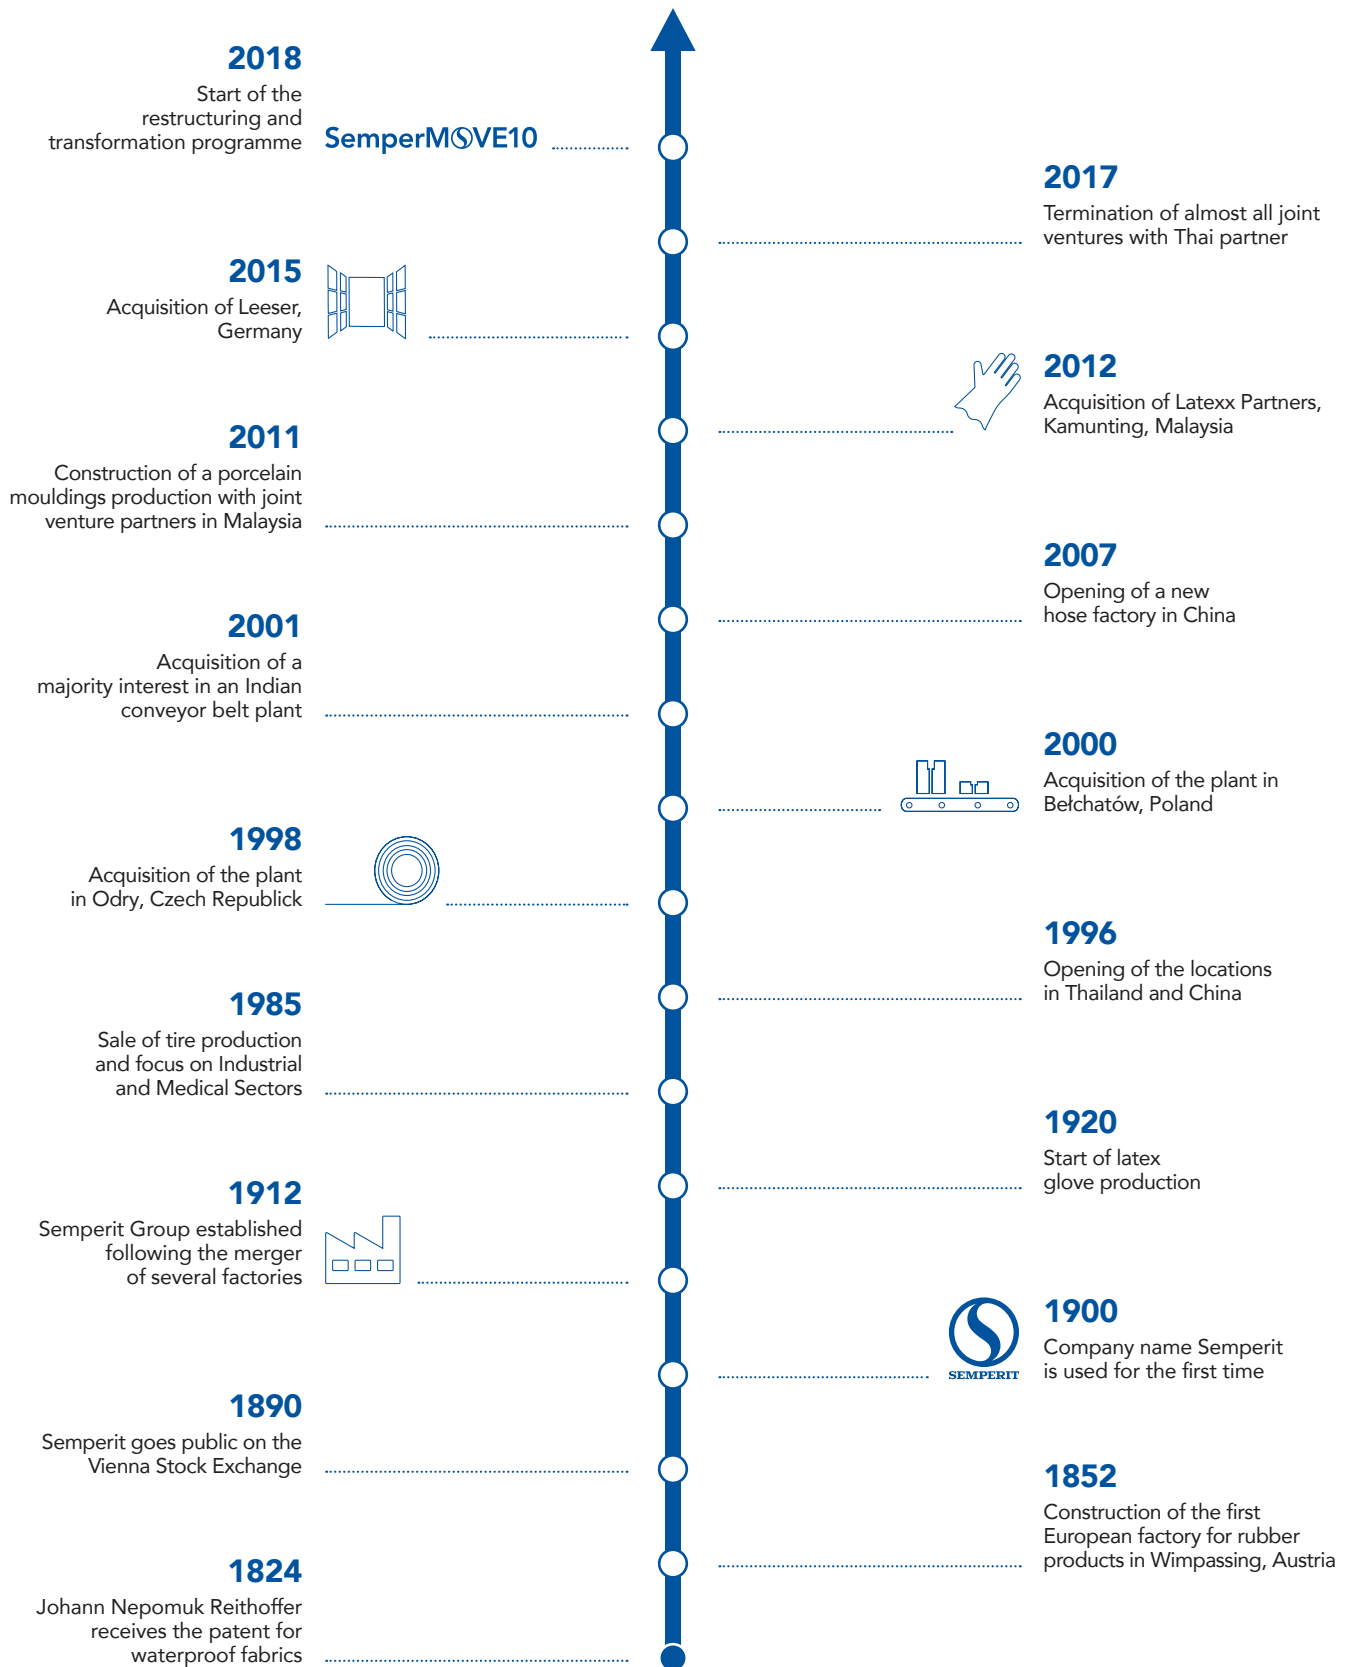 2018
Start of the
restructuring and
transformation programme
SemperMOVE10
2017
Termination of almost all joint
ventures with Thai partner
2015
Acquisition of Leeser,
Germany
2012
Acquisition of Latexx Partners,
Kamunting, Malaysia
2011
Construction of a porcelain
mouldings production with joint
venture partners in Malaysia
2007
Opening of a new
hose factory in China
2001
Acquisition of a
majority interest in an Indian
conveyor belt plant
2000
Acquisition of the plant in
Bełchatów, Poland
1998
Acquisition of the plant
in Odry, Czech Republick
1996
Opening of the locations
in Thailand and China
1985
Sale of tire production
and focus on Industrial
and Medical Sectors
1920
Start of latex
glove production
1912
Semperit Group established
following the merger
of several factories
1900
Company name Semperit
is used for the first time
SEMPERIT
1890
Semperit goes public on the
Vienna Stock Exchange
1852
Construction of the first
European factory for rubber
products in Wimpassing, Austria
1824
Johann Nepomuk Reithoffer
receives the patent for
waterproof fabrics